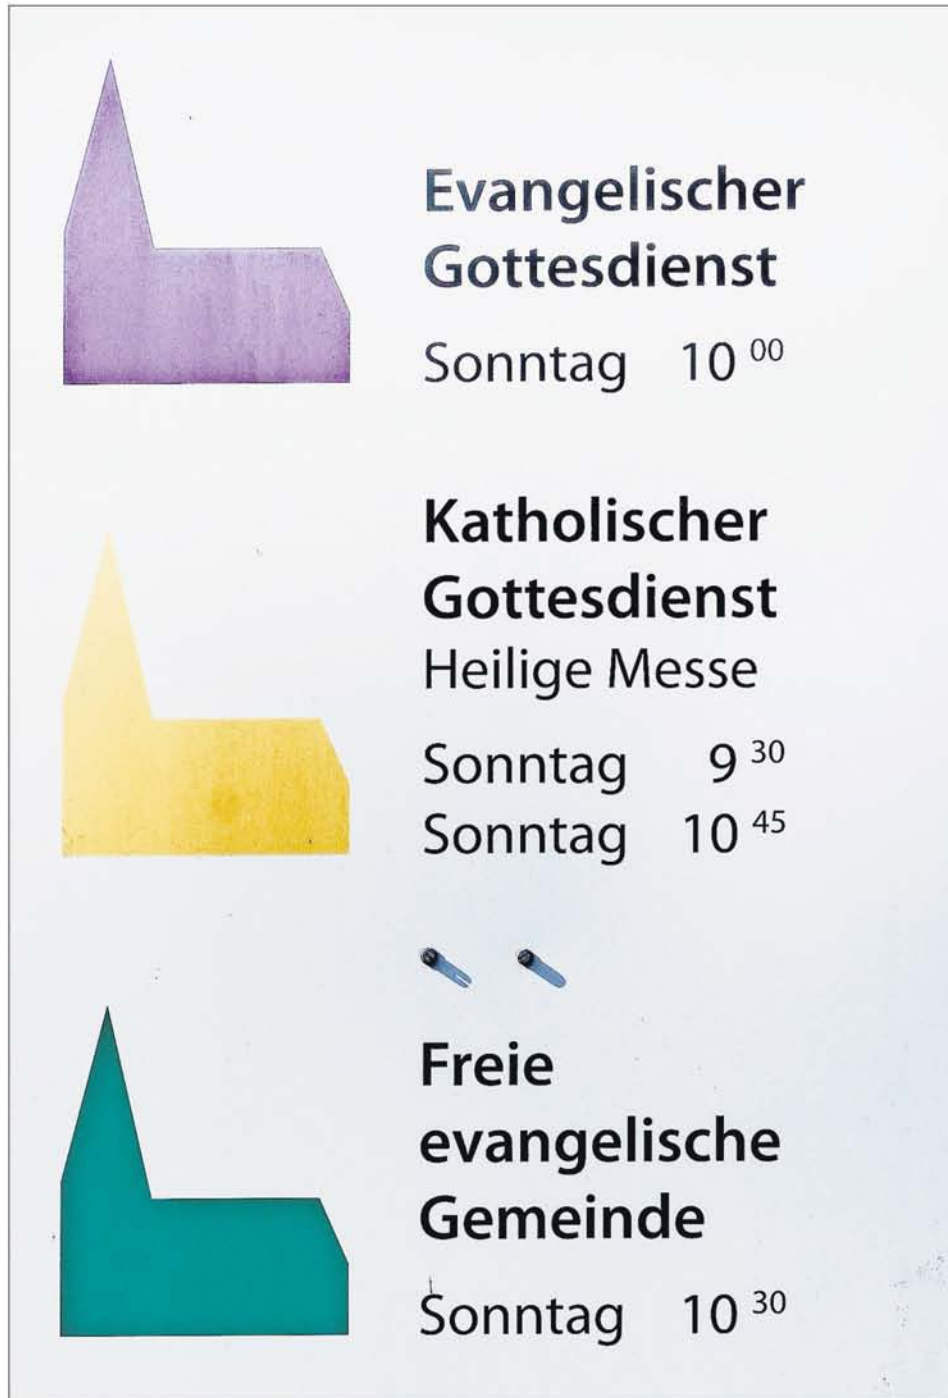 Evangelischer
Gottesdienst
Sonntag 10 00
Katholischer
Gottesdienst
Heilige Messe
Sonntag 9 30
Sonntag 10 45
Freie
evangelische
Gemeinde
Sonntag 10 30